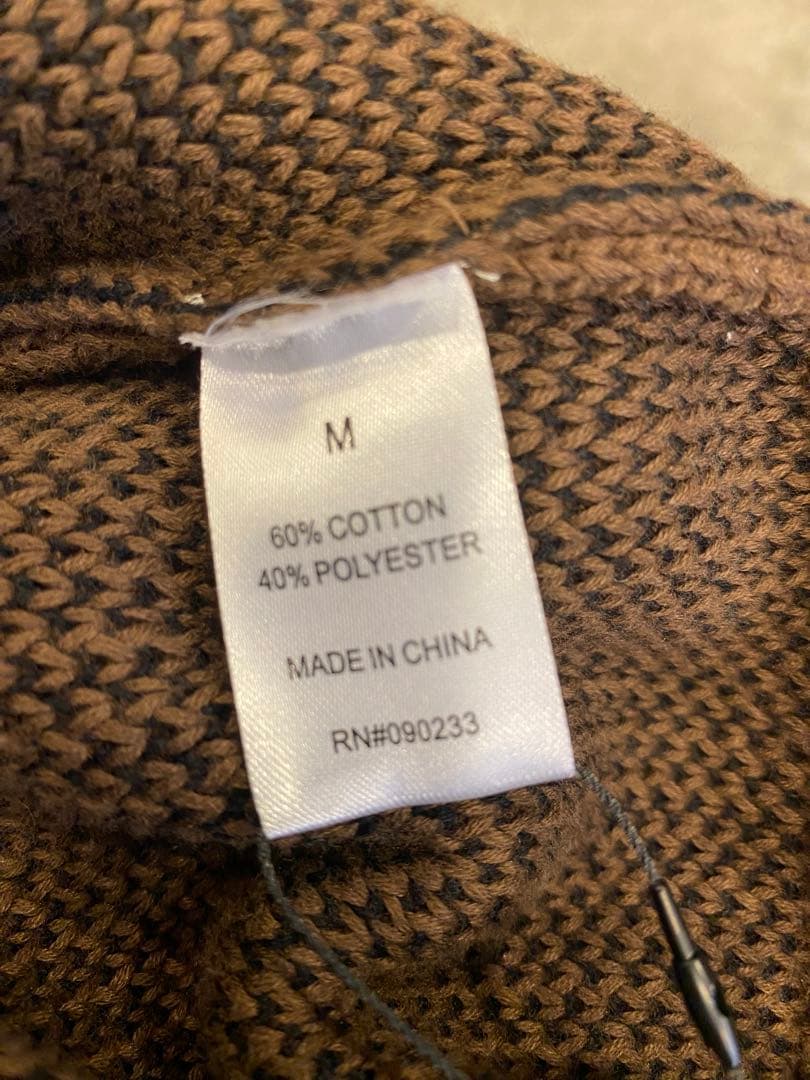 M
60% COTTON
40% POLYESTER
MADE IN CHINA
RN#090233